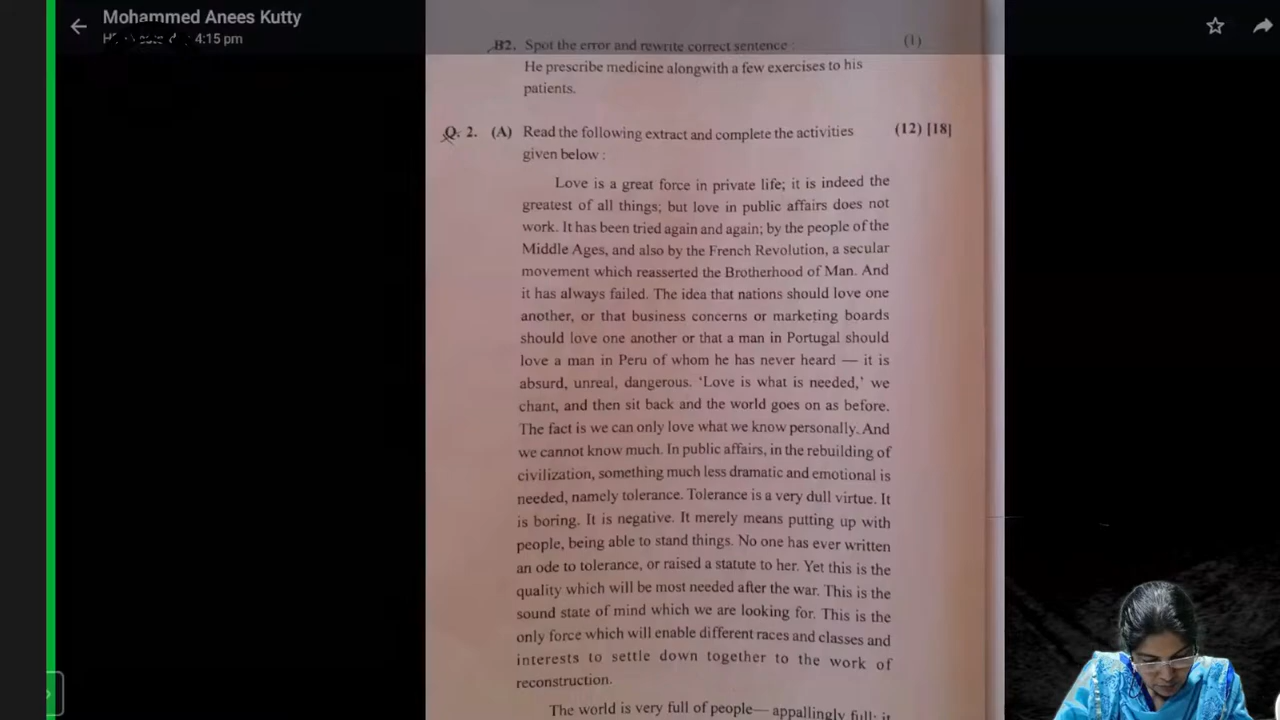 Mohammed Anees Kutty
4:15 pm
B2. Spot the error and rewrite correct sentence : (1)
He prescribe medicine alongwith a few exercises to his
patients.
Q. 2. (A) Read the following extract and complete the activities (12) [18]
given below :
Love is a great force in private life; it is indeed the
greatest of all things; but love in public affairs does not
work. It has been tried again and again; by the people of the
Middle Ages, and also by the French Revolution, a secular
movement which reasserted the Brotherhood of Man. And
it has always failed. The idea that nations should love one
another, or that business concerns or marketing boards
should love one another or that a man in Portugal should
love a man in Peru of whom he has never heard — it is
absurd, unreal, dangerous. ‘Love is what is needed,’ we
chant, and then sit back and the world goes on as before.
The fact is we can only love what we know personally. And
we cannot know much. In public affairs, in the rebuilding of
civilization, something much less dramatic and emotional is
needed, namely tolerance. Tolerance is a very dull virtue. It
is boring. It is negative. It merely means putting up with
people, being able to stand things. No one has ever written
an ode to tolerance, or raised a statute to her. Yet this is the
quality which will be most needed after the war. This is the
sound state of mind which we are looking for. This is the
only force which will enable different races and classes and
interests to settle down together to the work of
reconstruction.
The world is very full of people— appallingly full; it